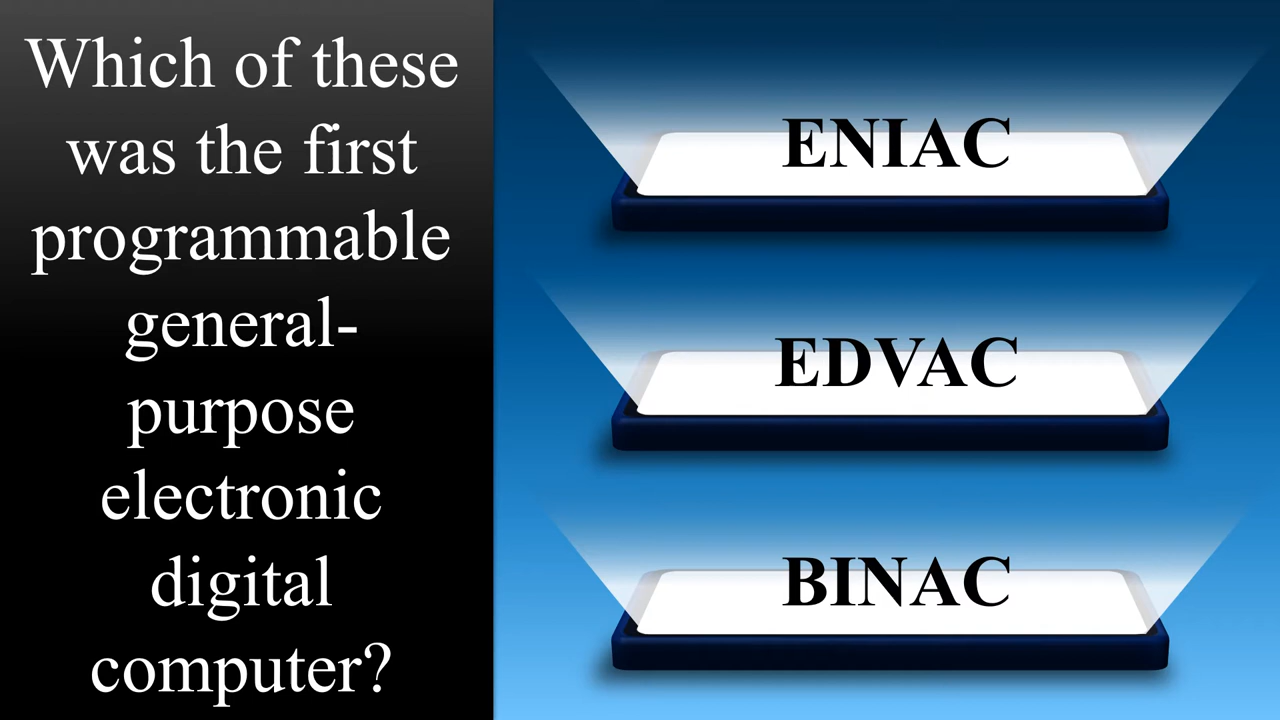 Which of these
was the first
programmable
general-
purpose
electronic
digital
computer?
ENIAC
EDVAC
BINAC